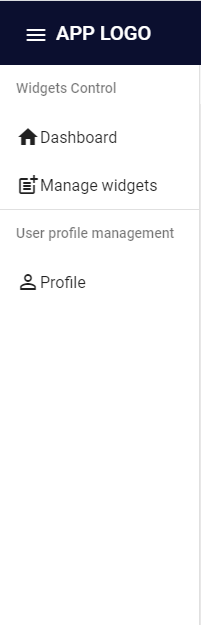 APP LOGO
Widgets Control
Dashboard
Manage widgets
User profile management
Profile